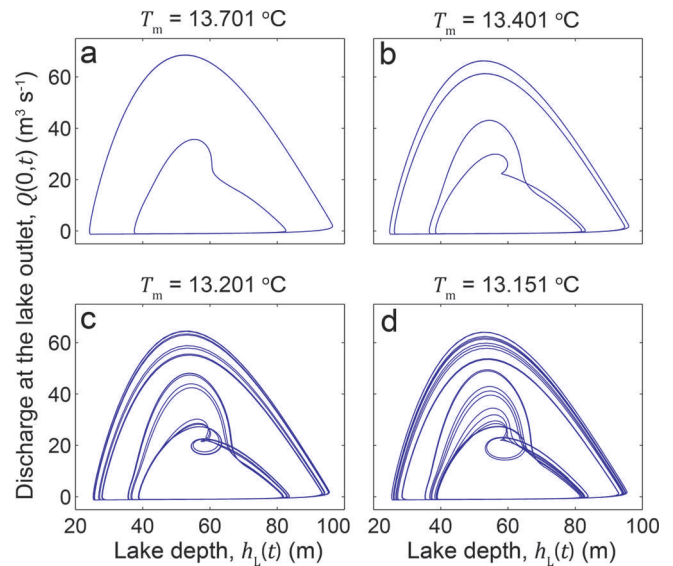 T_m = 13.701 °C
T_m = 13.401 °C
a
b
60
40
20
0
T_m = 13.201 °C
T_m = 13.151 °C
c
d
60
40
20
0
20 40 60 80 100 20 40 60 80 100
Lake depth, h_L(t) (m) Lake depth, h_L(t) (m)
Discharge at the lake outlet, Q(0,t) (m³ s⁻¹)